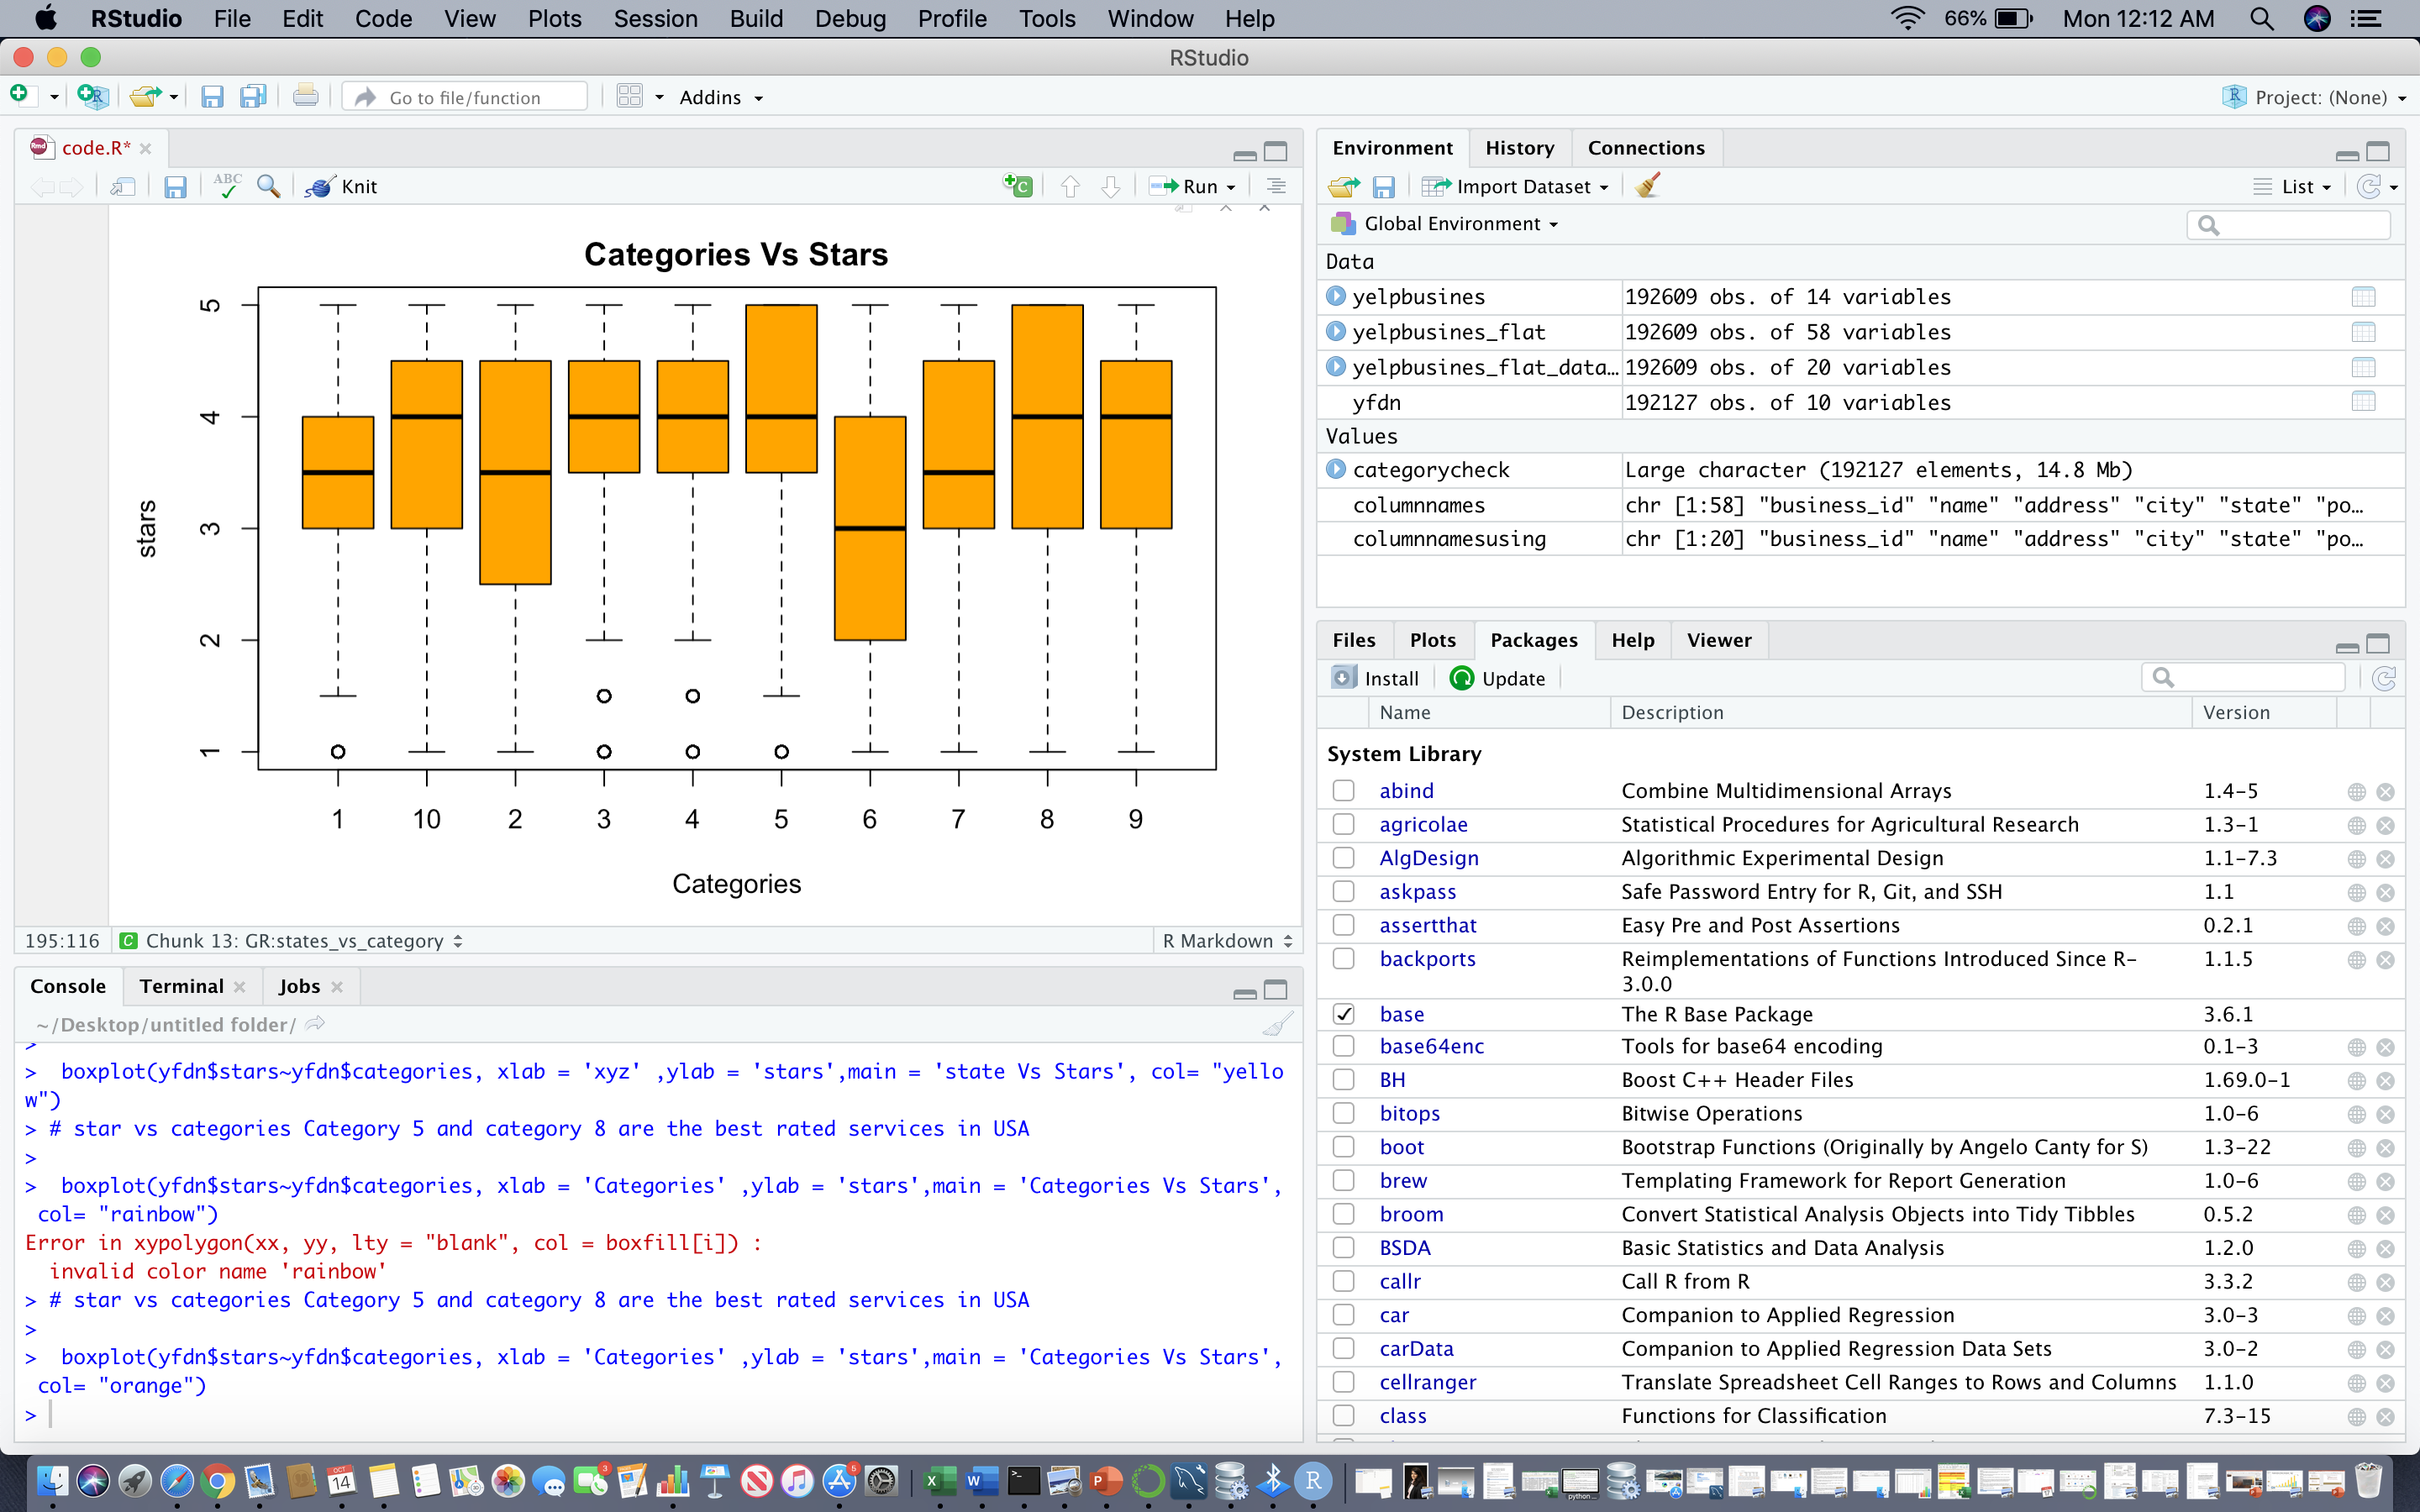 RStudio File Edit Code View Plots Session Build Debug Profile Tools Window Help 66% Mon 12:12 AM
RStudio
Go to file/function Addins Project: (None)
code.R*
ABC Knit Run
Categories Vs Stars
5
4
3
2
1
stars
1 10 2 3 4 5 6 7 8 9
Categories
195:116 C Chunk 13: GR:states_vs_category R Markdown
Console Terminal Jobs
~/Desktop/untitled folder/
>
> boxplot(yfdn$stars~yfdn$categories, xlab = 'xyz' ,ylab = 'stars',main = 'state Vs Stars', col= "yello
w")
> # star vs categories Category 5 and category 8 are the best rated services in USA
>
> boxplot(yfdn$stars~yfdn$categories, xlab = 'Categories' ,ylab = 'stars',main = 'Categories Vs Stars',
col= "rainbow")
Error in xypolygon(xx, yy, lty = "blank", col = boxfill[i]) :
invalid color name 'rainbow'
> # star vs categories Category 5 and category 8 are the best rated services in USA
>
> boxplot(yfdn$stars~yfdn$categories, xlab = 'Categories' ,ylab = 'stars',main = 'Categories Vs Stars',
col= "orange")
>
Environment History Connections
Import Dataset List
Global Environment
Data
yelpbusines 192609 obs. of 14 variables
yelpbusines_flat 192609 obs. of 58 variables
yelpbusines_flat_data… 192609 obs. of 20 variables
yfdn 192127 obs. of 10 variables
Values
categorycheck Large character (192127 elements, 14.8 Mb)
columnnames chr [1:58] "business_id" "name" "address" "city" "state" "po…
columnnamesusing chr [1:20] "business_id" "name" "address" "city" "state" "po…
Files Plots Packages Help Viewer
Install Update
Name Description Version
System Library
abind Combine Multidimensional Arrays 1.4-5
agricolae Statistical Procedures for Agricultural Research 1.3-1
AlgDesign Algorithmic Experimental Design 1.1-7.3
askpass Safe Password Entry for R, Git, and SSH 1.1
assertthat Easy Pre and Post Assertions 0.2.1
backports Reimplementations of Functions Introduced Since R- 1.1.5
3.0.0
base The R Base Package 3.6.1
base64enc Tools for base64 encoding 0.1-3
BH Boost C++ Header Files 1.69.0-1
bitops Bitwise Operations 1.0-6
boot Bootstrap Functions (Originally by Angelo Canty for S) 1.3-22
brew Templating Framework for Report Generation 1.0-6
broom Convert Statistical Analysis Objects into Tidy Tibbles 0.5.2
BSDA Basic Statistics and Data Analysis 1.2.0
callr Call R from R 3.3.2
car Companion to Applied Regression 3.0-3
carData Companion to Applied Regression Data Sets 3.0-2
cellranger Translate Spreadsheet Cell Ranges to Rows and Columns 1.1.0
class Functions for Classification 7.3-15
OCT
14
3
5
python